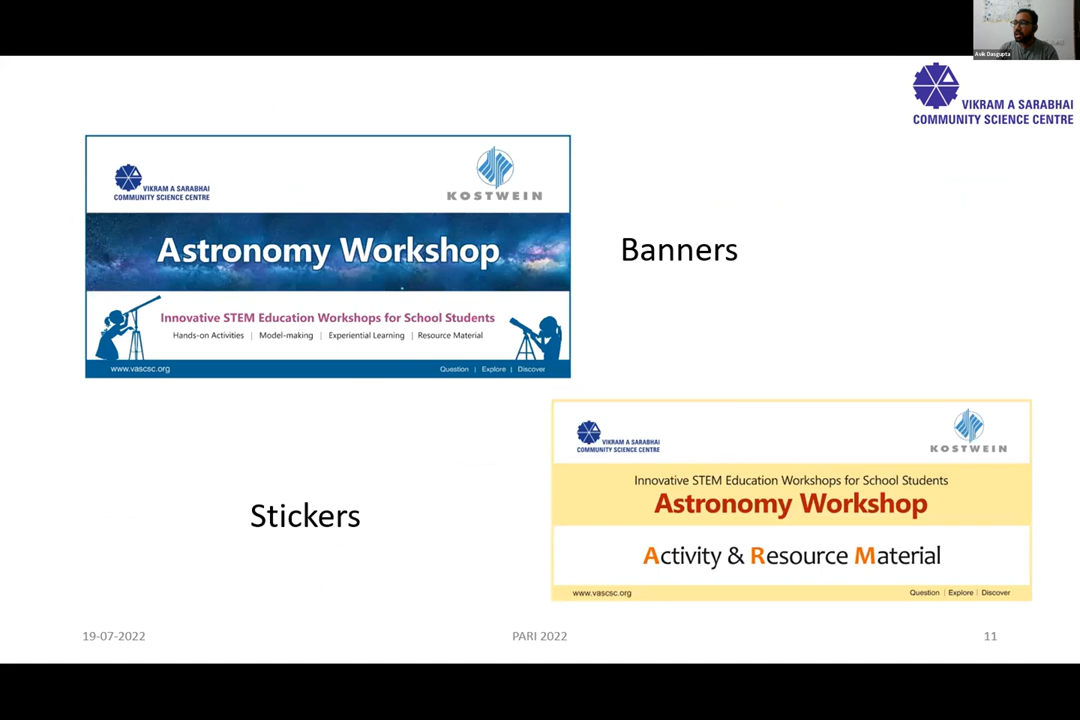 Avik Dasgupta
VIKRAM A SARABHAI
COMMUNITY SCIENCE CENTRE
VIKRAM A SARABHAI
COMMUNITY SCIENCE CENTRE
KOSTWEIN
Astronomy Workshop
Innovative STEM Education Workshops for School Students
Hands-on Activities | Model-making | Experiential Learning | Resource Material
www.vascsc.org
Question | Explore | Discover
Banners
Stickers
VIKRAM A SARABHAI
COMMUNITY SCIENCE CENTRE
KOSTWEIN
Innovative STEM Education Workshops for School Students
Astronomy Workshop
Activity & Resource Material
www.vascsc.org
Question | Explore | Discover
19-07-2022
PARI 2022
11